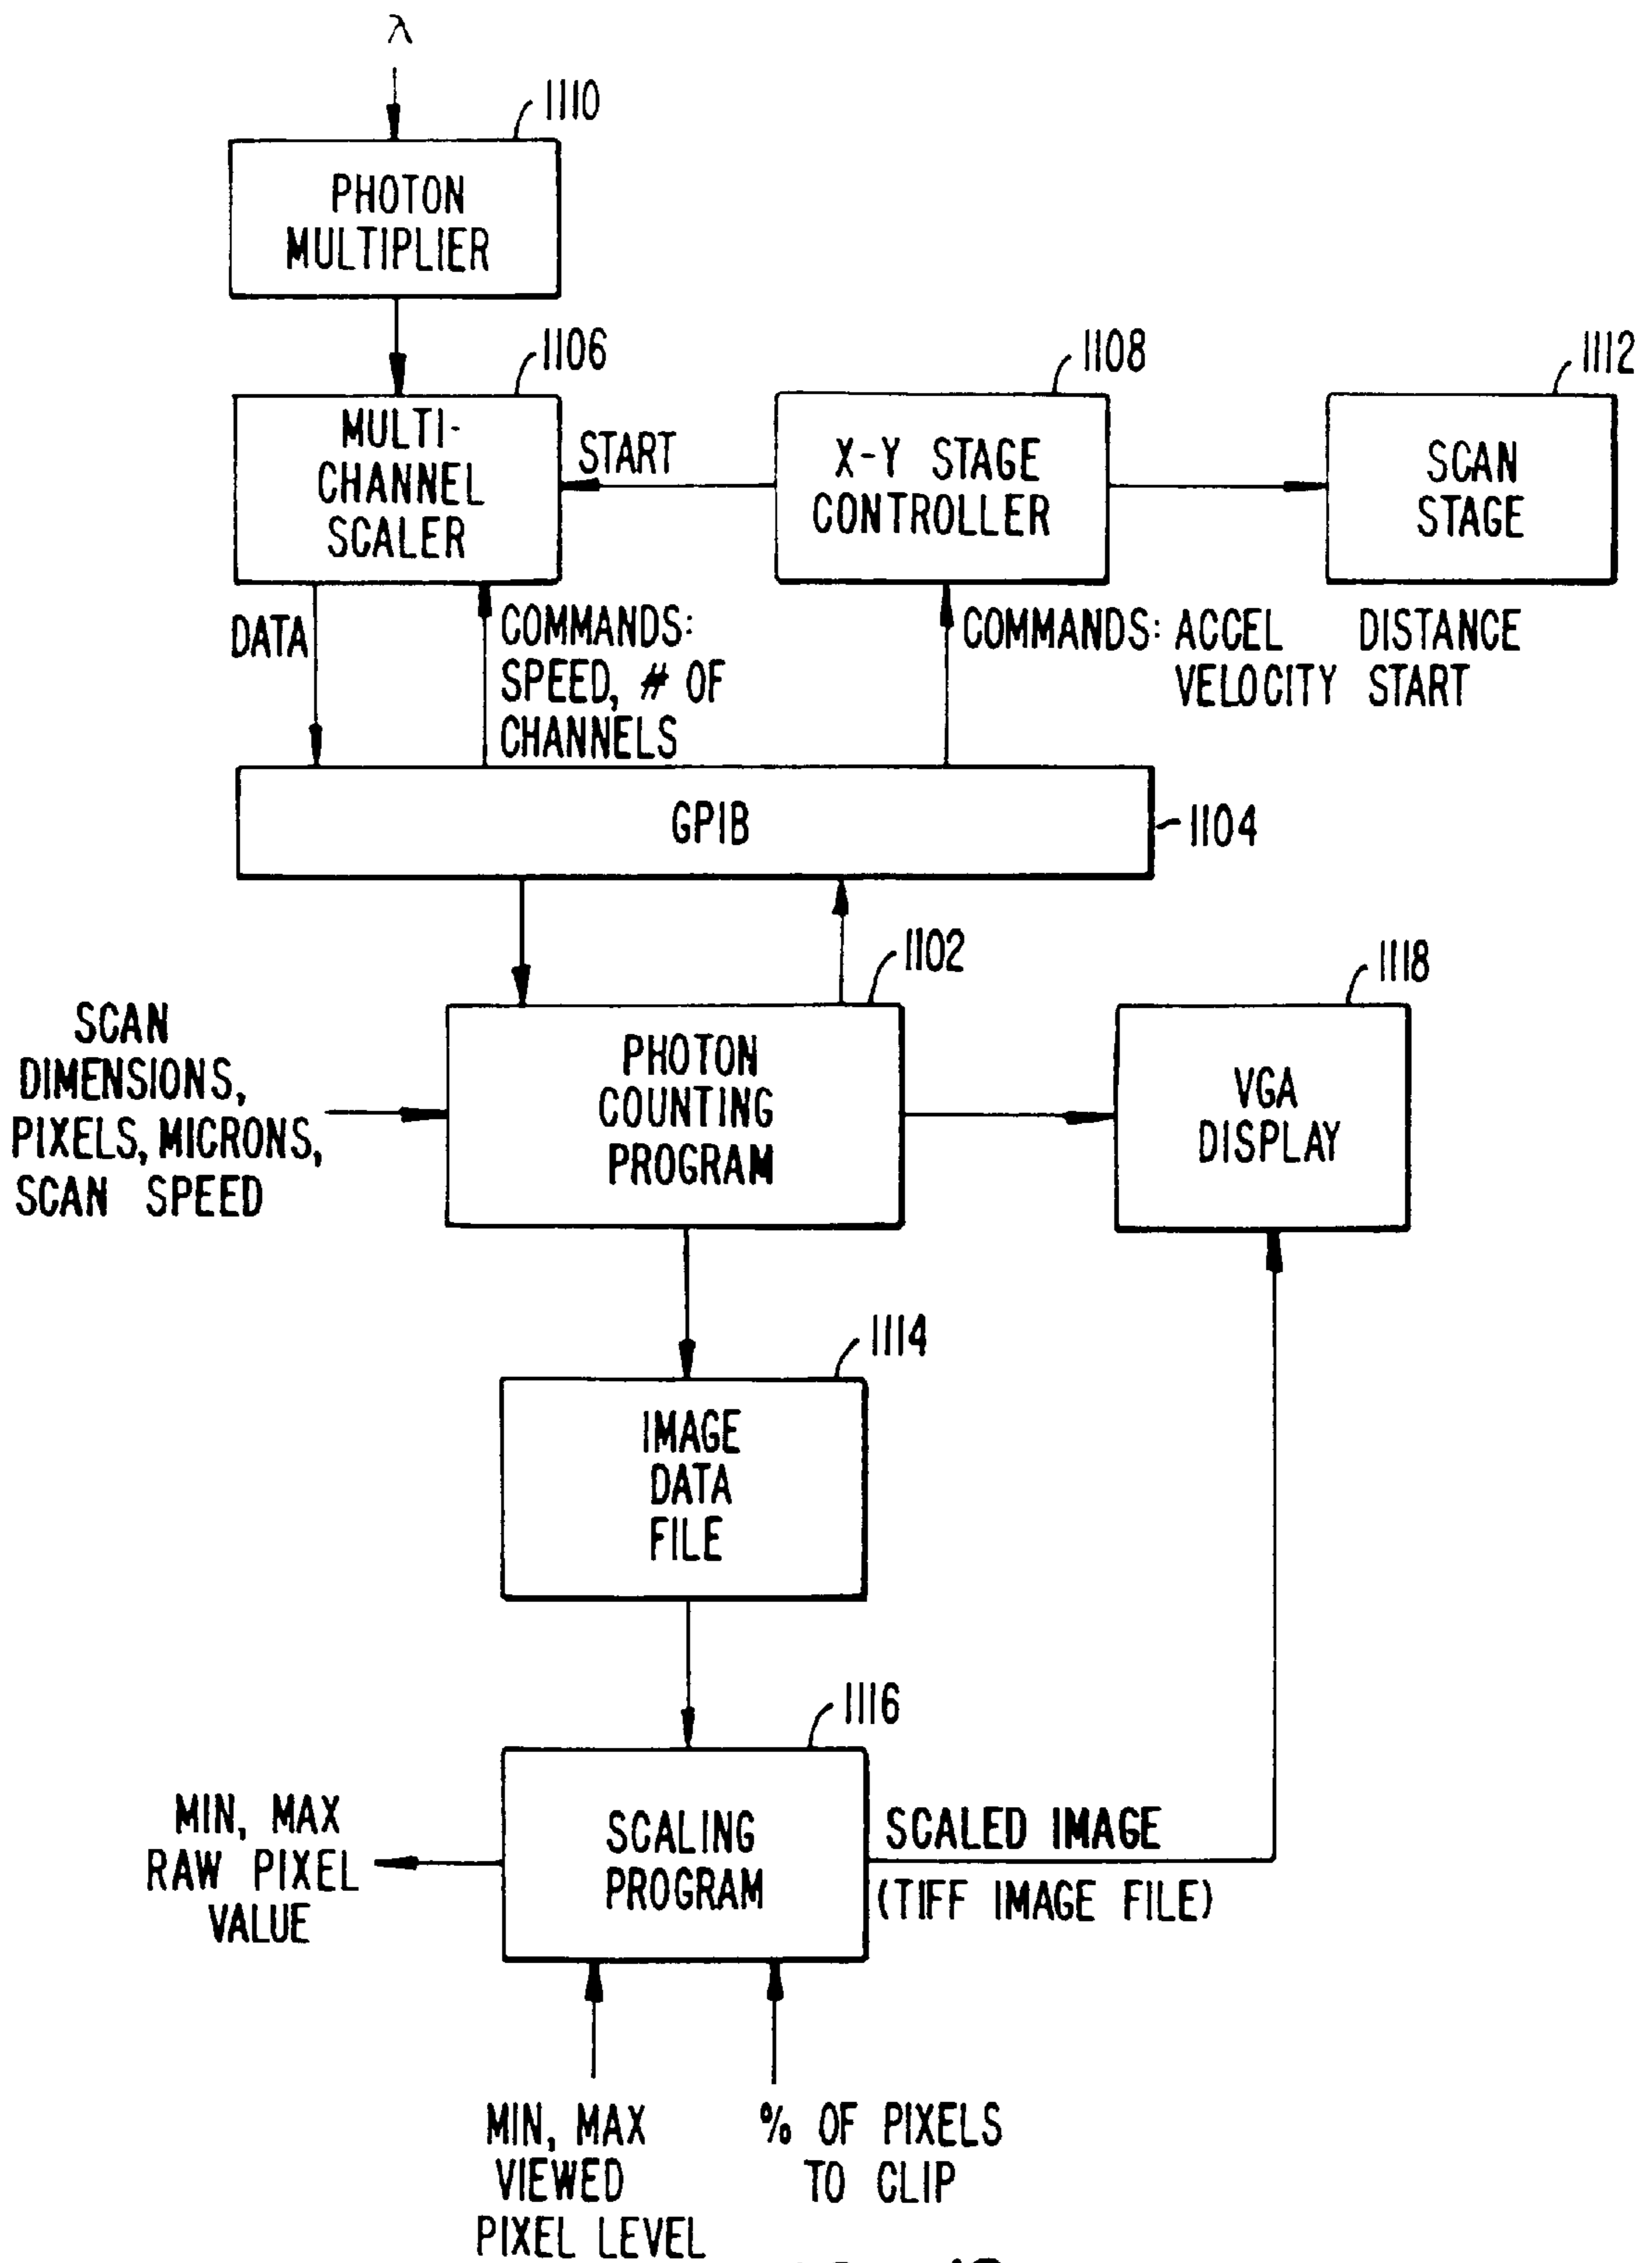 λ
1110
PHOTON
MULTIPLIER
1106
1108
1112
MULTI-
CHANNEL
SCALER
START
X-Y STAGE
CONTROLLER
SCAN
STAGE
DATA
COMMANDS:
SPEED, # OF
CHANNELS
COMMANDS: ACCEL DISTANCE
VELOCITY START
GPIB
1104
1102
1118
SCAN
DIMENSIONS,
PIXELS, MICRONS,
SCAN SPEED
PHOTON
COUNTING
PROGRAM
VGA
DISPLAY
1114
IMAGE
DATA
FILE
1116
MIN, MAX
RAW PIXEL
VALUE
SCALING
PROGRAM
SCALED IMAGE
(TIFF IMAGE FILE)
MIN, MAX
VIEWED
PIXEL LEVEL
% OF PIXELS
TO CLIP